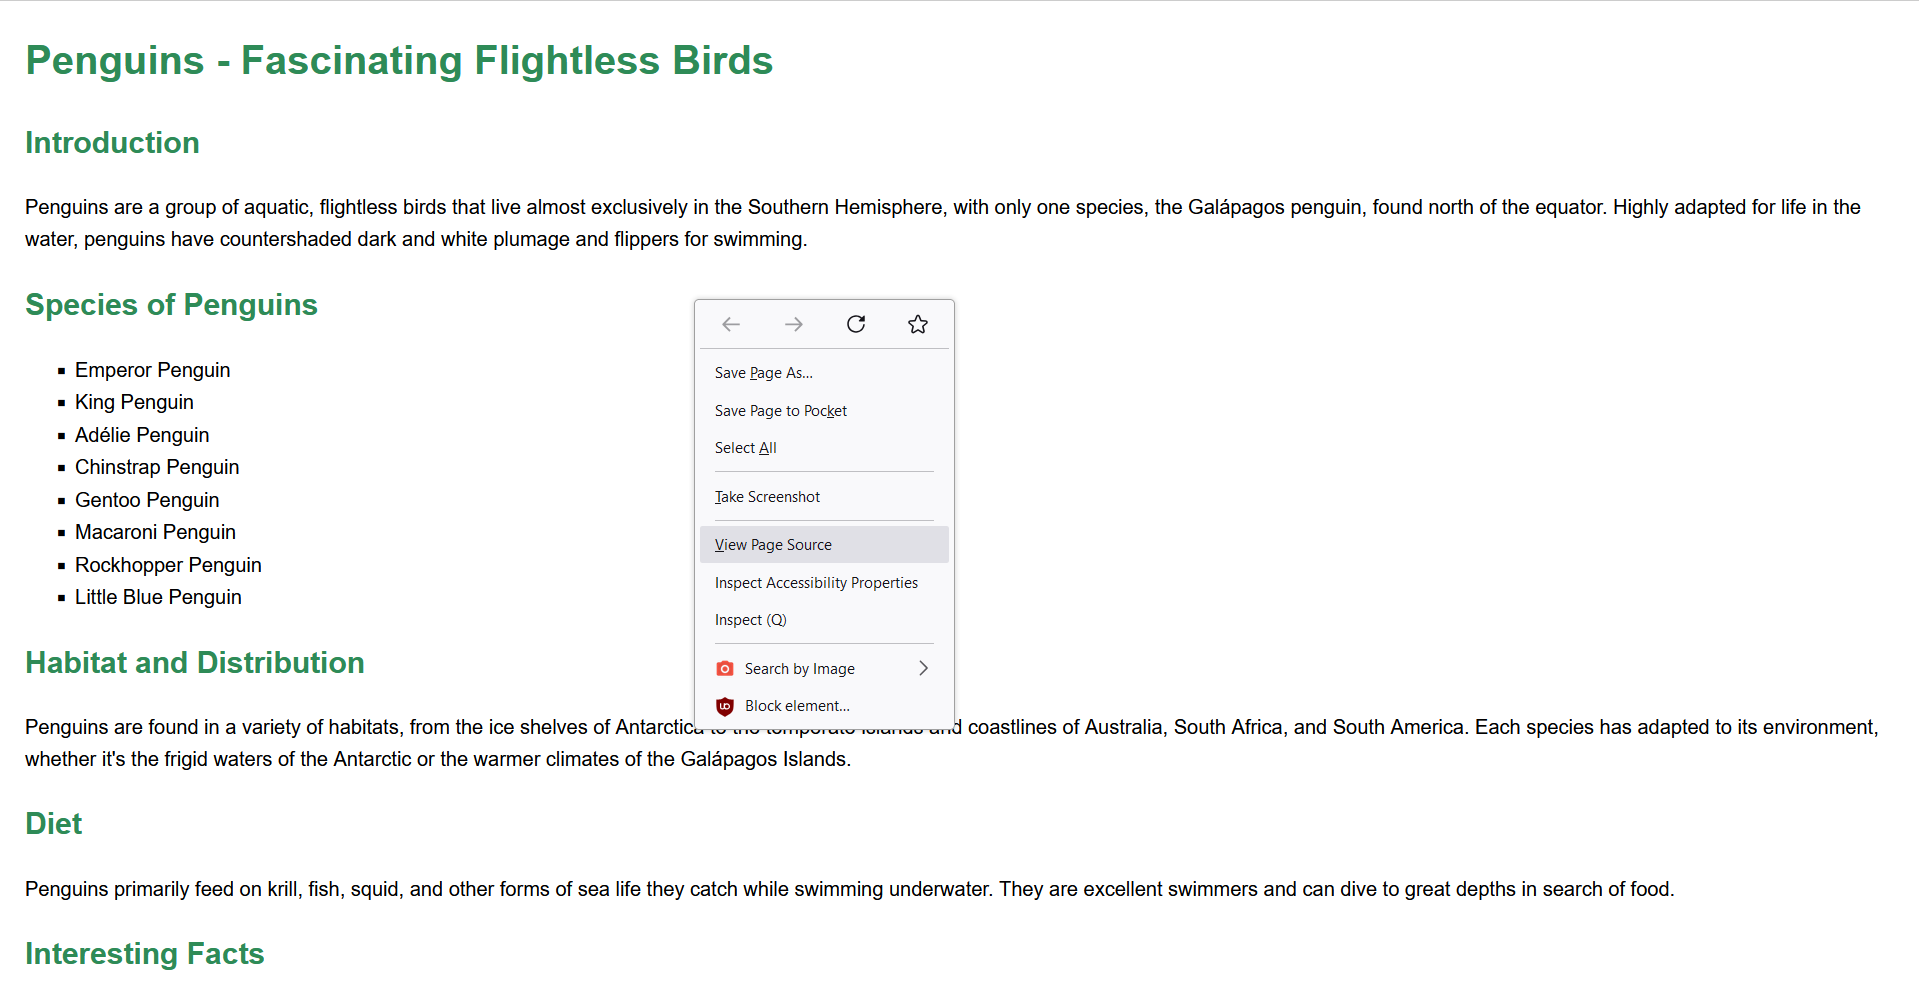 Penguins - Fascinating Flightless Birds
Introduction
Penguins are a group of aquatic, flightless birds that live almost exclusively in the Southern Hemisphere, with only one species, the Galápagos penguin, found north of the equator. Highly adapted for life in the
water, penguins have countershaded dark and white plumage and flippers for swimming.
Species of Penguins
Emperor Penguin
King Penguin
Adélie Penguin
Chinstrap Penguin
Gentoo Penguin
Macaroni Penguin
Rockhopper Penguin
Little Blue Penguin
Save Page As...
Save Page to Pocket
Select All
Take Screenshot
View Page Source
Inspect Accessibility Properties
Inspect (Q)
Search by Image
Block element...
Habitat and Distribution
Penguins are found in a variety of habitats, from the ice shelves of Antarctica to the temperate islands and coastlines of Australia, South Africa, and South America. Each species has adapted to its environment,
whether it's the frigid waters of the Antarctic or the warmer climates of the Galápagos Islands.
Diet
Penguins primarily feed on krill, fish, squid, and other forms of sea life they catch while swimming underwater. They are excellent swimmers and can dive to great depths in search of food.
Interesting Facts